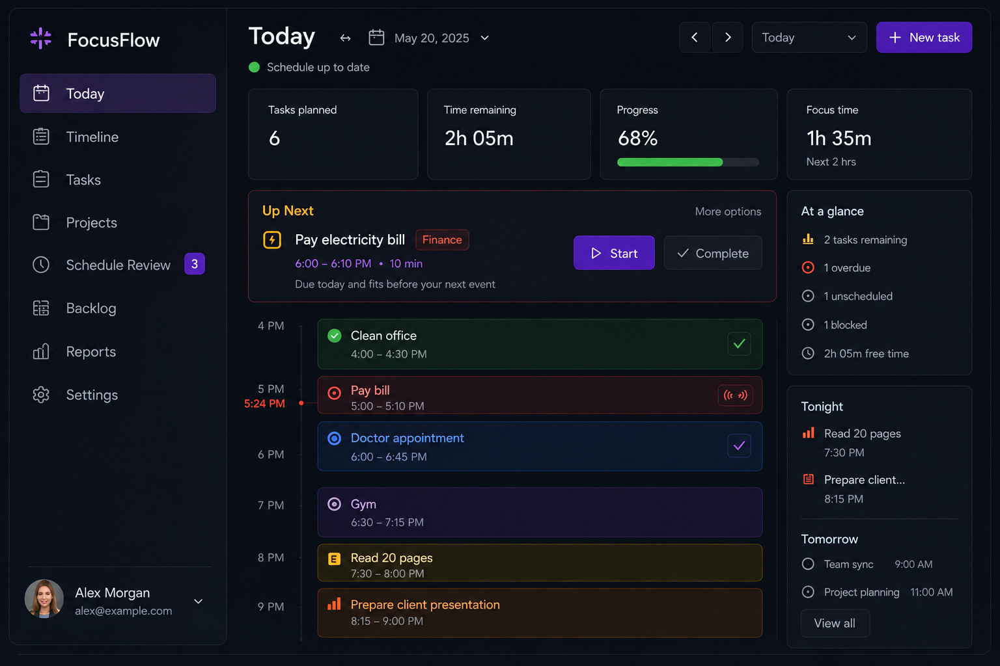 FocusFlow
Today
Timeline
Tasks
Projects
Schedule Review
3
Backlog
Reports
Settings
Alex Morgan
alex@example.com
Today
May 20, 2025
Today
New task
Schedule up to date
Tasks planned
6
Time remaining
2h 05m
Progress
68%
Focus time
1h 35m
Next 2 hrs
Up Next
More options
Pay electricity bill
Finance
6:00 – 6:10 PM • 10 min
Due today and fits before your next event
Start
Complete
4 PM
Clean office
4:00 – 4:30 PM
5 PM
5:24 PM
Pay bill
5:00 – 5:10 PM
Doctor appointment
6:00 – 6:45 PM
6 PM
7 PM
Gym
6:30 – 7:15 PM
8 PM
E
Read 20 pages
7:30 – 8:00 PM
9 PM
Prepare client presentation
8:15 – 9:00 PM
At a glance
2 tasks remaining
1 overdue
1 unscheduled
1 blocked
2h 05m free time
Tonight
Read 20 pages
7:30 PM
Prepare client...
8:15 PM
Tomorrow
Team sync 9:00 AM
Project planning 11:00 AM
View all